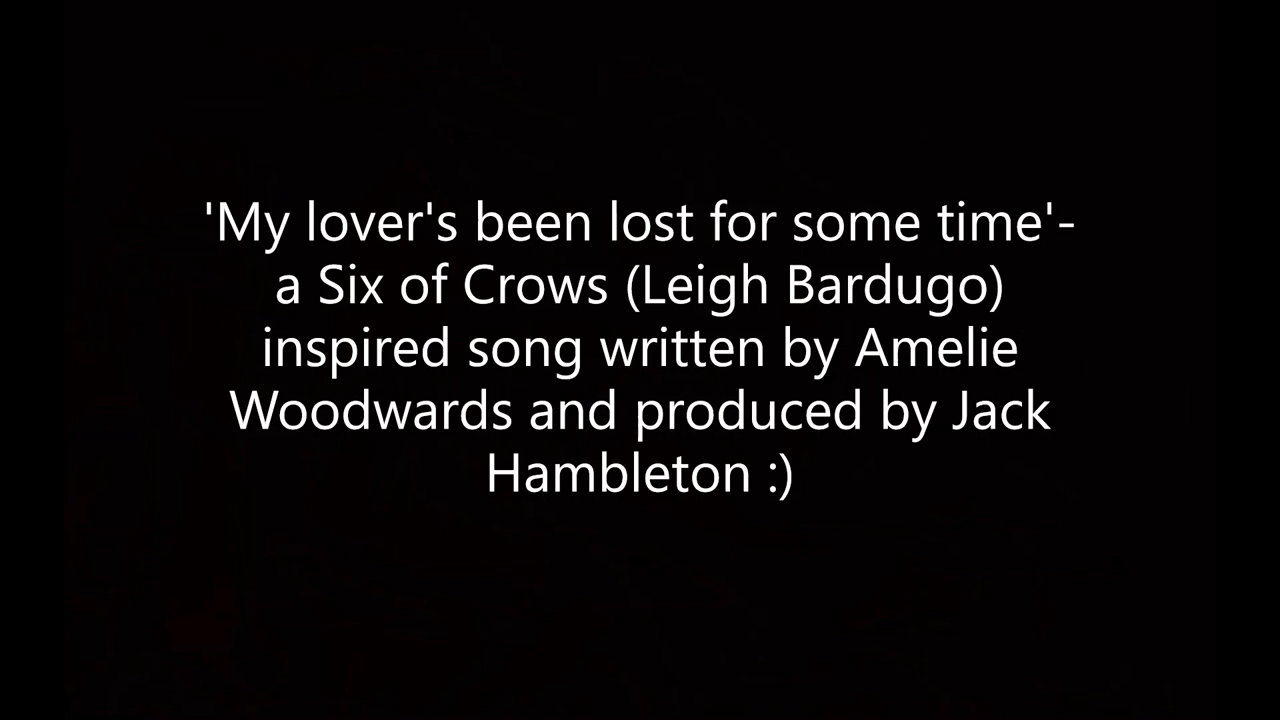 'My lover's been lost for some time'-
a Six of Crows (Leigh Bardugo)
inspired song written by Amelie
Woodwards and produced by Jack
Hambleton :)